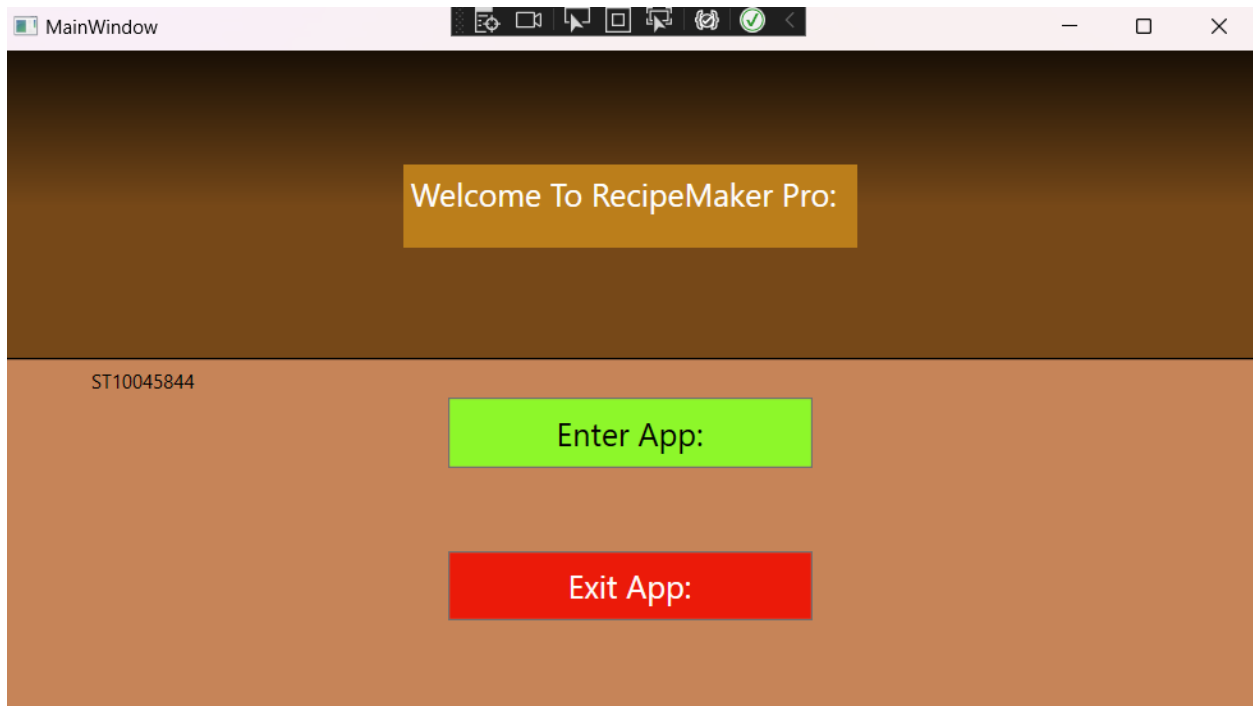 MainWindow
Welcome To RecipeMaker Pro:
ST10045844
Enter App:
Exit App: